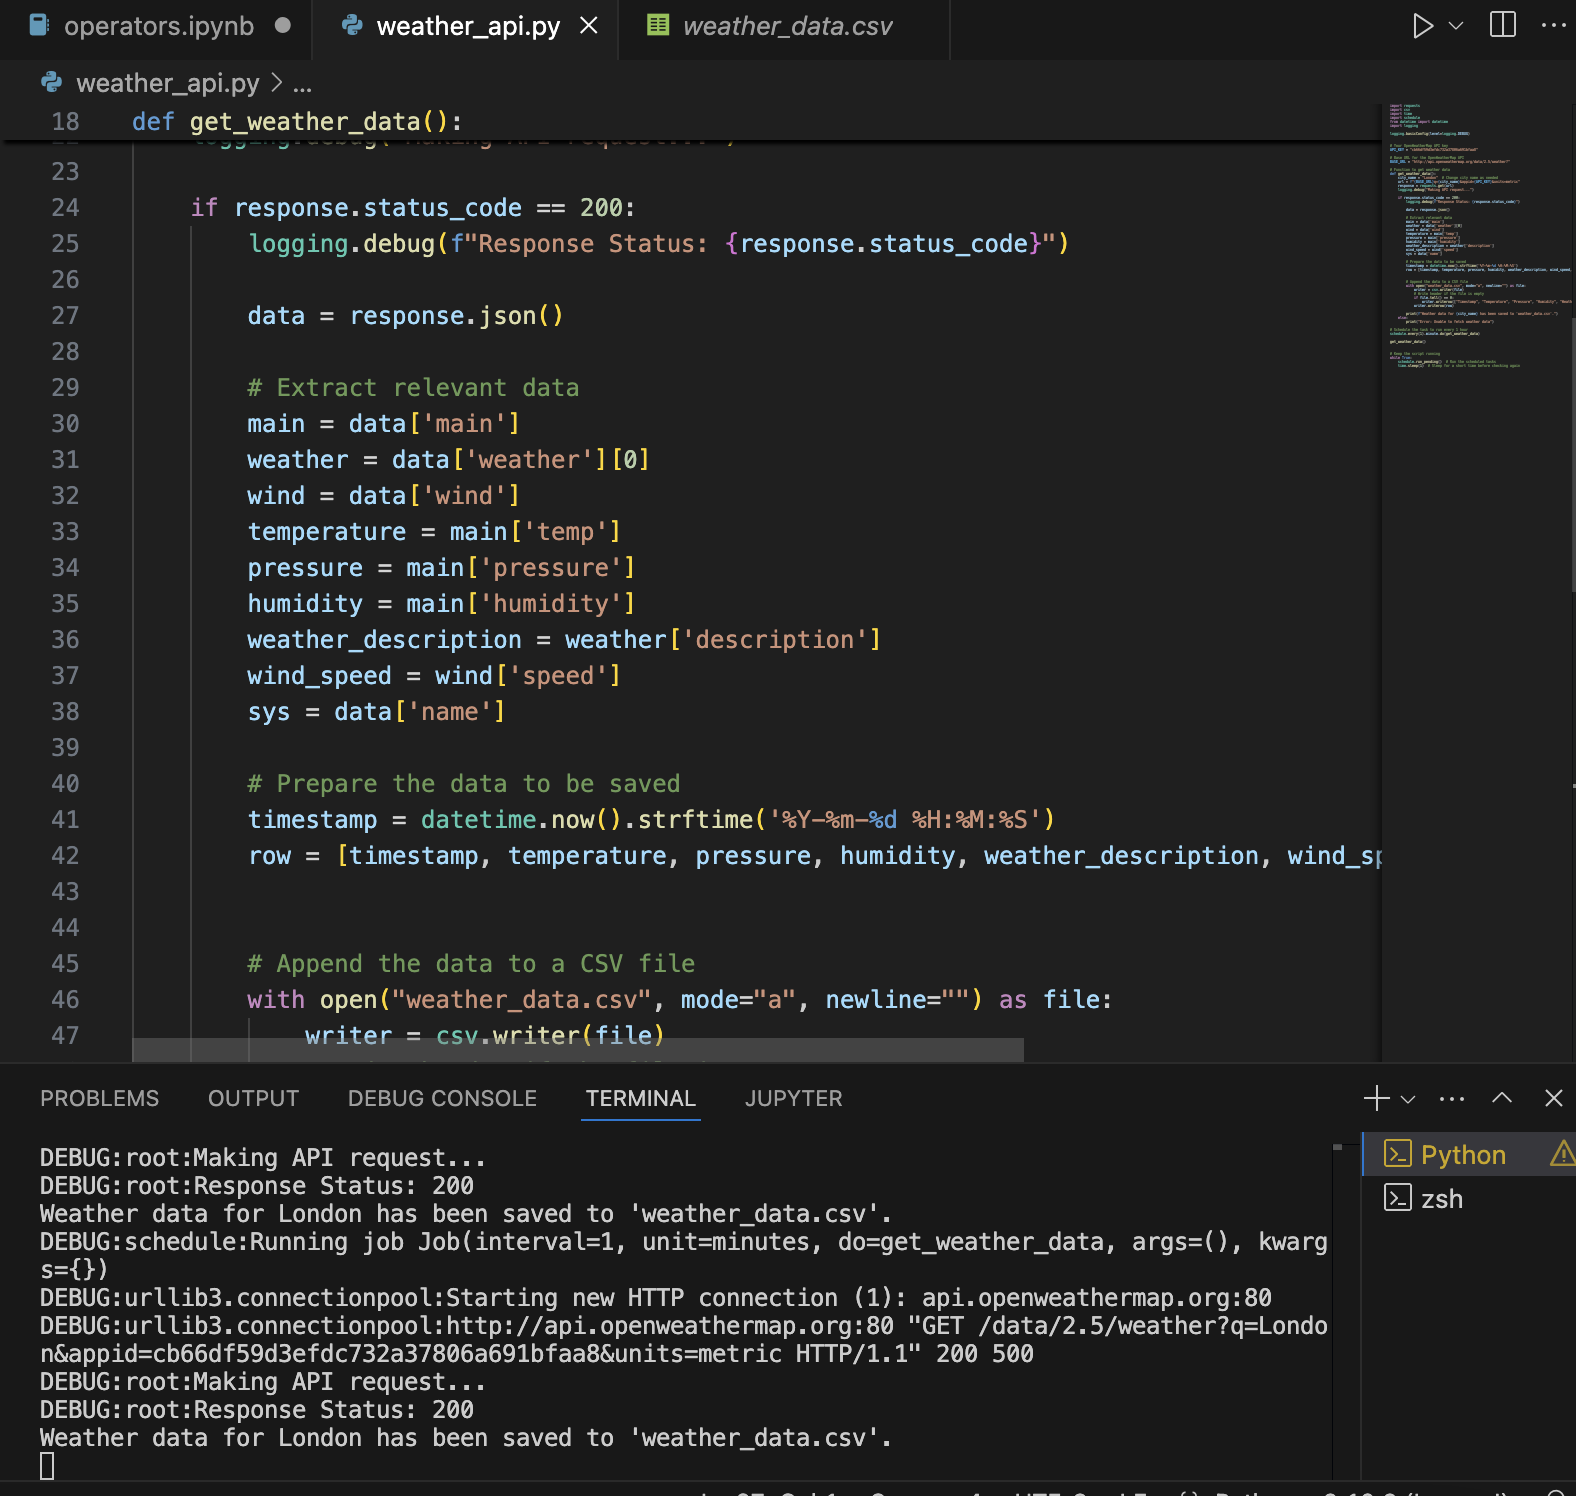 operators.ipynb
weather_api.py
weather_data.csv
weather_api.py > ...
18 def get_weather_data():
23
24 if response.status_code == 200:
25 logging.debug(f"Response Status: {response.status_code}")
26
27 data = response.json()
28
29 # Extract relevant data
30 main = data['main']
31 weather = data['weather'][0]
32 wind = data['wind']
33 temperature = main['temp']
34 pressure = main['pressure']
35 humidity = main['humidity']
36 weather_description = weather['description']
37 wind_speed = wind['speed']
38 sys = data['name']
39
40 # Prepare the data to be saved
41 timestamp = datetime.now().strftime('%Y-%m-%d %H:%M:%S')
42 row = [timestamp, temperature, pressure, humidity, weather_description, wind_sp
43
44
45 # Append the data to a CSV file
46 with open("weather_data.csv", mode="a", newline="") as file:
47 writer = csv.writer(file)
PROBLEMS OUTPUT DEBUG CONSOLE TERMINAL JUPYTER
DEBUG:root:Making API request...
DEBUG:root:Response Status: 200
Weather data for London has been saved to 'weather_data.csv'.
DEBUG:schedule:Running job Job(interval=1, unit=minutes, do=get_weather_data, args=(), kwarg
s={})
DEBUG:urllib3.connectionpool:Starting new HTTP connection (1): api.openweathermap.org:80
DEBUG:urllib3.connectionpool:http://api.openweathermap.org:80 "GET /data/2.5/weather?q=Londo
n&appid=cb66df59d3efdc732a37806a691bfaa8&units=metric HTTP/1.1" 200 500
DEBUG:root:Making API request...
DEBUG:root:Response Status: 200
Weather data for London has been saved to 'weather_data.csv'.
Python
zsh